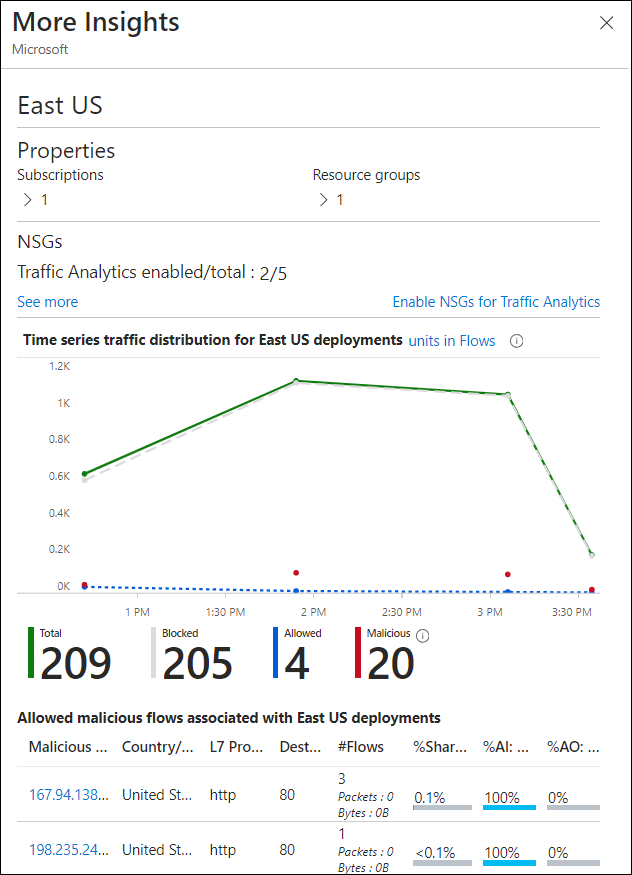 More Insights
Microsoft
East US
Properties
Subscriptions Resource groups
1 1
NSGs
Traffic Analytics enabled/total : 2/5
See more Enable NSGs for Traffic Analytics
Time series traffic distribution for East US deployments units in Flows
1.2K
1K
0.8K
0.6K
0.4K
0.2K
0K
1 PM 1:30 PM 2 PM 2:30 PM 3 PM 3:30 PM
Total Blocked Allowed Malicious
209 205 4 20
Allowed malicious flows associated with East US deployments
Malicious ... Country/... L7 Pro... Dest... #Flows %Shar... %AI: ... %AO: ...
3
167.94.138... United St... http 80 Packets : 0 0.1% 100% 0%
Bytes : 0B
1
198.235.24... United St... http 80 Packets : 0 <0.1% 100% 0%
Bytes : 0B